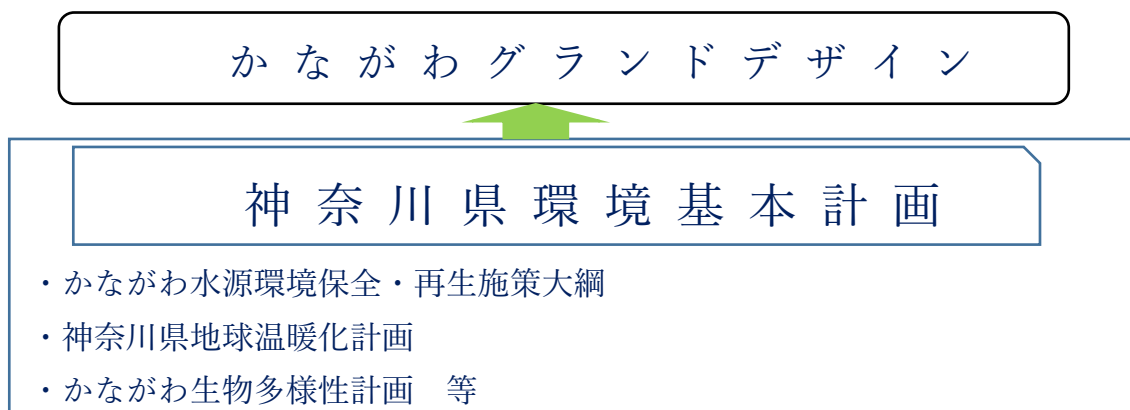 かながわグランドデザイン
神奈川県環境基本計画
・かながわ水源環境保全・再生施策大綱
・神奈川県地球温暖化計画
・かながわ生物多様性計画　等